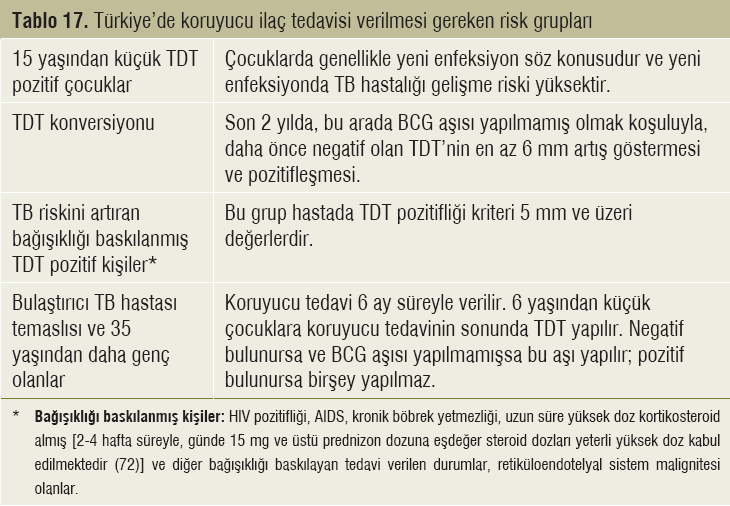 Tablo 17. Türkiye'de koruyucu ilaç tedavisi verilmesi gereken risk grupları
15 yaşından küçük TDT
pozitif çocuklar
Çocuklarda genellikle yeni enfeksiyon söz konusudur ve yeni
enfeksiyonda TB hastalığı gelişme riski yüksektir.
TDT konversiyonu
Son 2 yılda, bu arada BCG aşısı yapılmamış olmak koşuluyla,
daha önce negatif olan TDT'nin en az 6 mm artış göstermesi
ve pozitifleşmesi.
TB riskini artıran
bağışıklığı baskılanmış
TDT pozitif kişiler*
Bu grup hastada TDT pozitifliği kriteri 5 mm ve üzeri
değerlerdir.
Bulaştırıcı TB hastası
temaslısı ve 35
yaşından daha genç
olanlar
Koruyucu tedavi 6 ay süreyle verilir. 6 yaşından küçük
çocuklara koruyucu tedavinin sonunda TDT yapılır. Negatif
bulunursa ve BCG aşısı yapılmamışsa bu aşı yapılır; pozitif
bulunursa birşey yapılmaz.
* Bağışıklığı baskılanmış kişiler: HIV pozitifliği, AIDS, kronik böbrek yetmezliği, uzun süre yüksek doz kortikosteroid
almış [2-4 hafta süreyle, günde 15 mg ve üstü prednizon dozuna eşdeğer steroid dozları yeterli yüksek doz kabul
edilmektedir (72)] ve diğer bağışıklığı baskılayan tedavi verilen durumlar, retiküloendotelyal sistem malignitesi
olanlar.